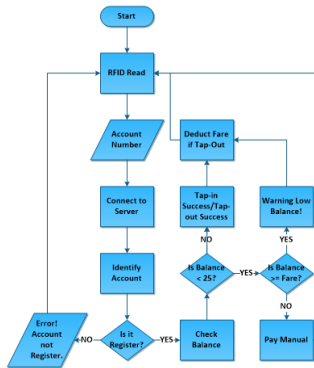 Start
RFID Read
Account
Number
Deduct Fare
if Tap-Out
Connect to
Server
Tap-in
Success/Tap-
out Success
Warning Low
Balance!
NO
YES
Identify
Account
Is Balance
< 25?
YES
Is Balance
>= Fare?
NO
Error!
Account
not
Register.
NO
Is it
Register?
YES
Check
Balance
Pay Manual